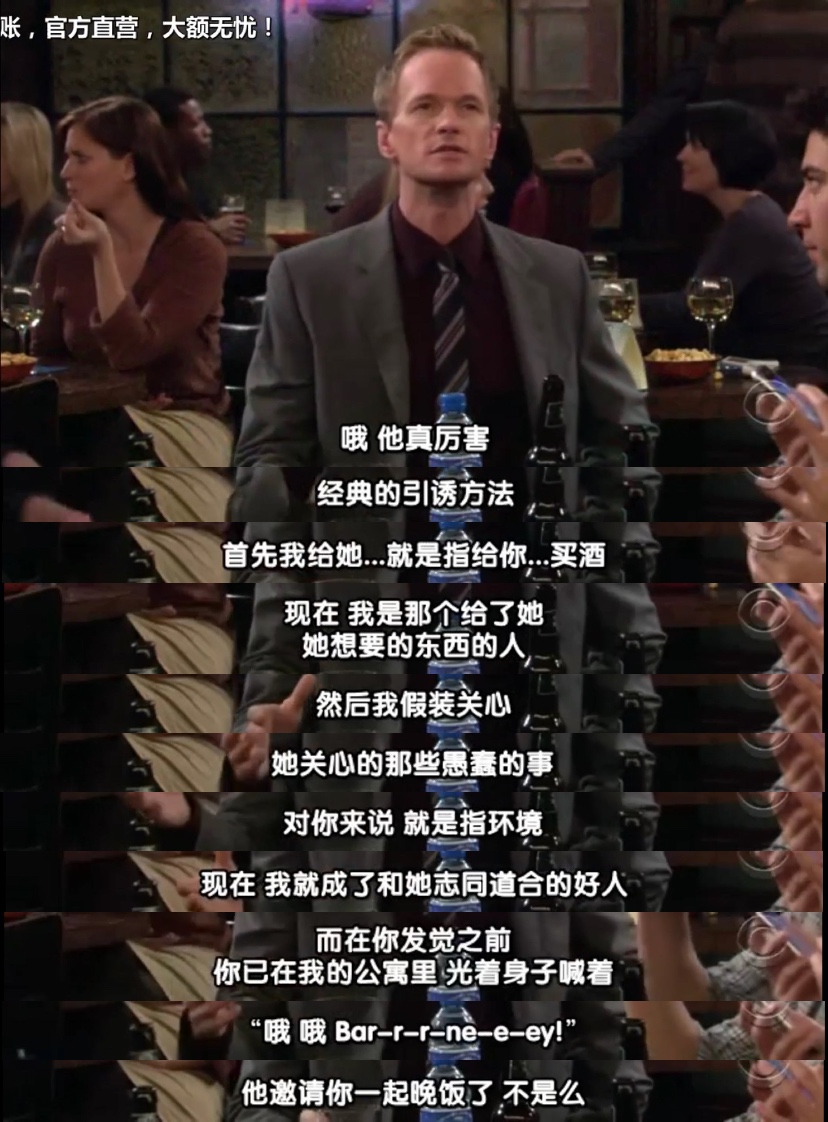 账，官方直营，大额无忧！
哦 他真厉害
经典的引诱方法
首先我给她...就是指给你...买酒
现在 我是那个给了她
她想要的东西的人
然后我假装关心
她关心的那些愚蠢的事
对你来说 就是指环境
现在 我就成了和她志同道合的好人
而在你发觉之前
你已在我的公寓里 光着身子喊着
“哦 哦 Bar-r-r-ne-e-ey!”
他邀请你一起晚饭了 不是么